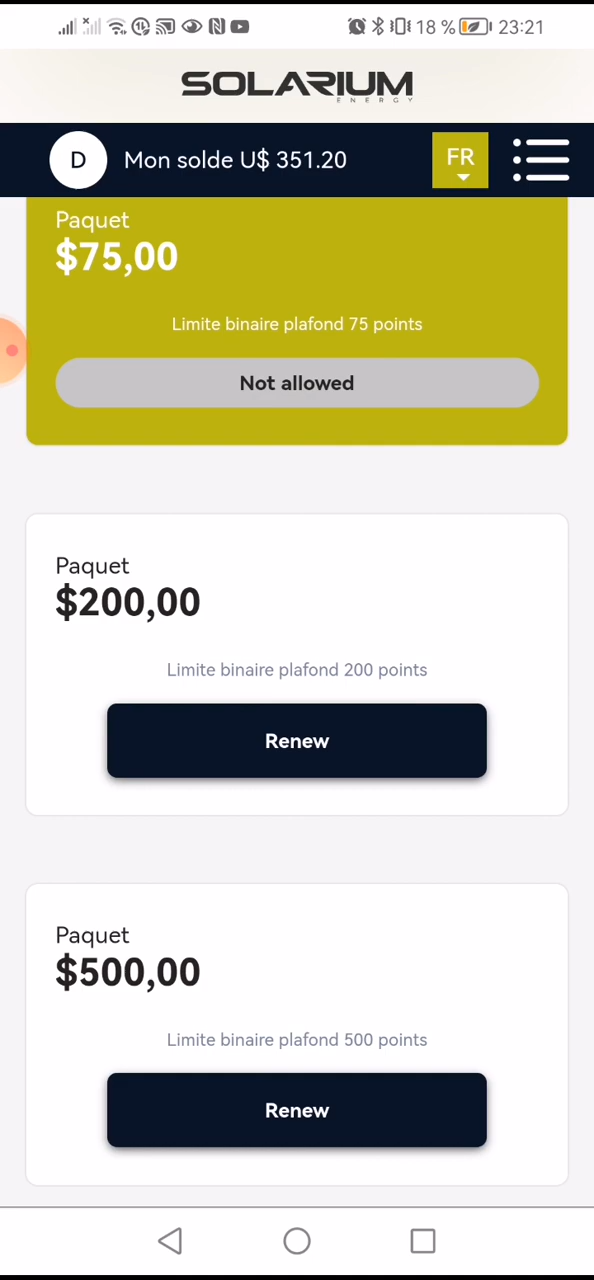 18 % 23:21
SOLARIUM
ENERGY
D Mon solde U$ 351.20 FR
Paquet
$75,00
Limite binaire plafond 75 points
Not allowed
Paquet
$200,00
Limite binaire plafond 200 points
Renew
Paquet
$500,00
Limite binaire plafond 500 points
Renew